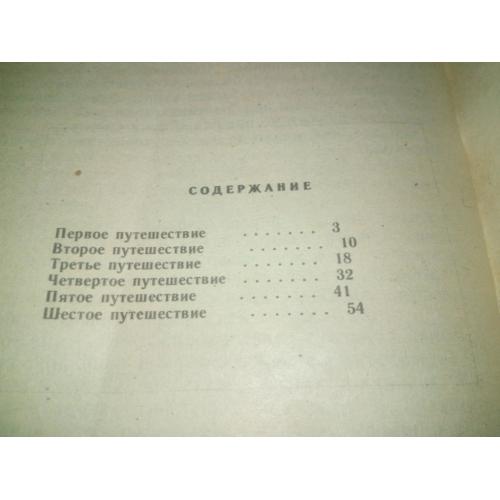 СОДЕРЖАНИЕ
Первое путешествие . . . . . . . 3
Второе путешествие . . . . . . . 10
Третье путешествие . . . . . . . 18
Четвертое путешествие . . . . . . . 32
Пятое путешествие . . . . . . . 41
Шестое путешествие . . . . . . . 54